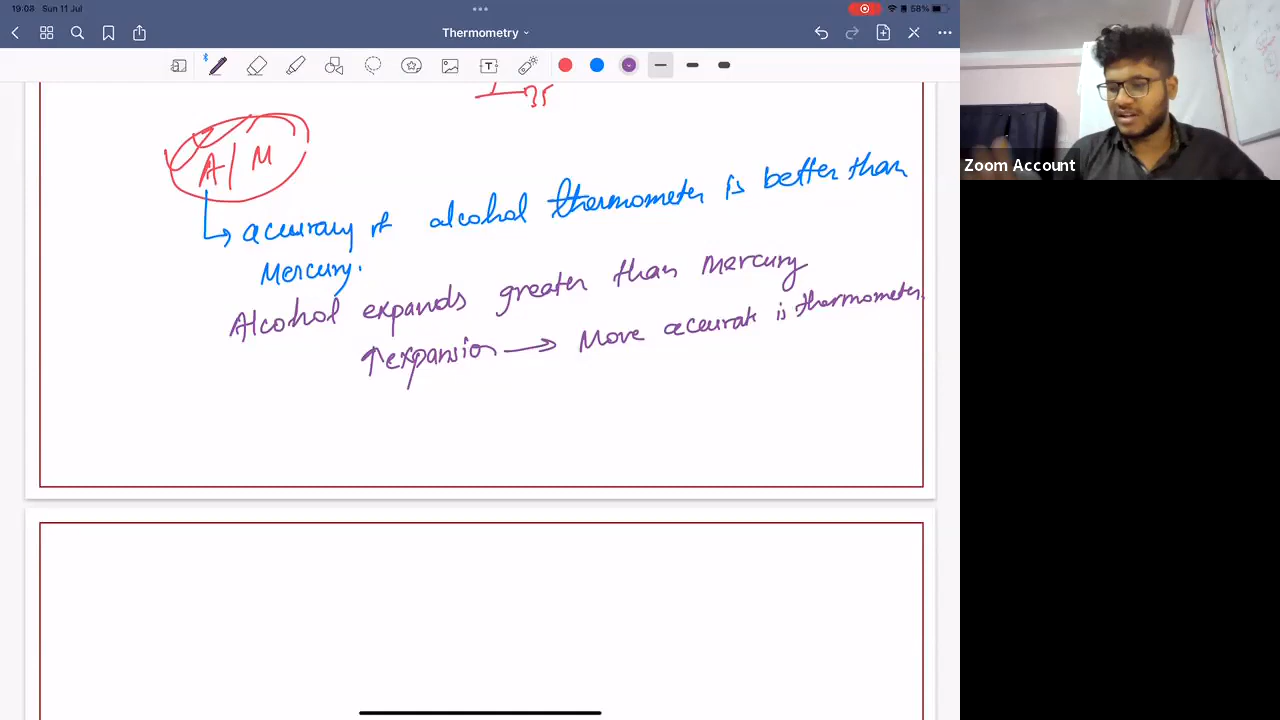 19:08 Sun 11 Jul
58%
Thermometry
35
A/M
accuracy of alcohol thermometer is better than
Mercury.
Alcohol expands greater than Mercury
↑expansion → More accurate is thermometer.
Zoom Account